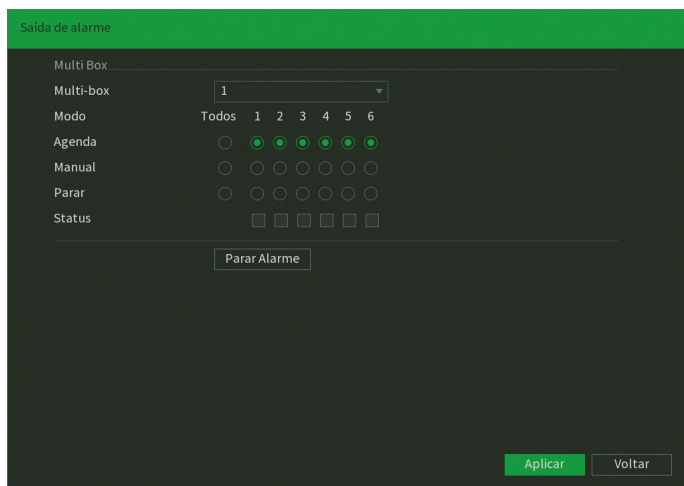 Saída de alarme
Multi Box
Multi-box 1
Modo Todos 1 2 3 4 5 6
Agenda
Manual
Parar
Status
Parar Alarme
Aplicar Voltar